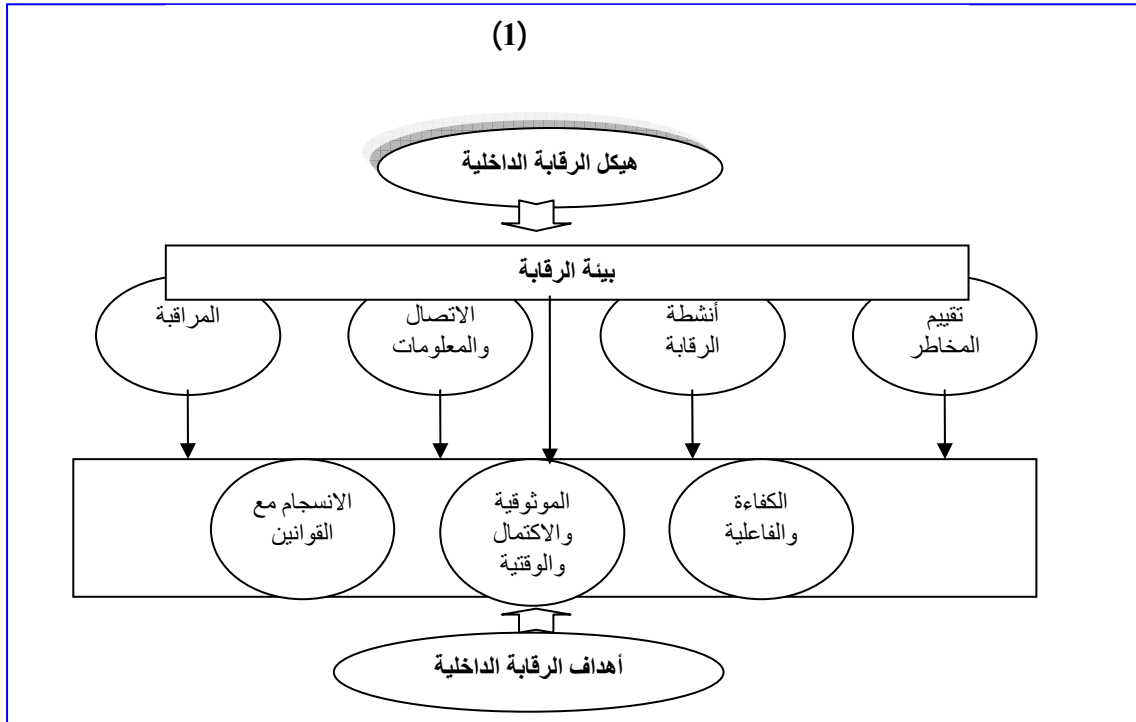 (1)
هيكل الرقابة الداخلية
بيئة الرقابة
تقييم
المخاطر
أنشطة
الرقابة
الاتصال
والمعلومات
المراقبة
الكفاءة
والفاعلية
الموثوقية
والاكتمال
والوقتية
الانسجام مع
القوانين
أهداف الرقابة الداخلية